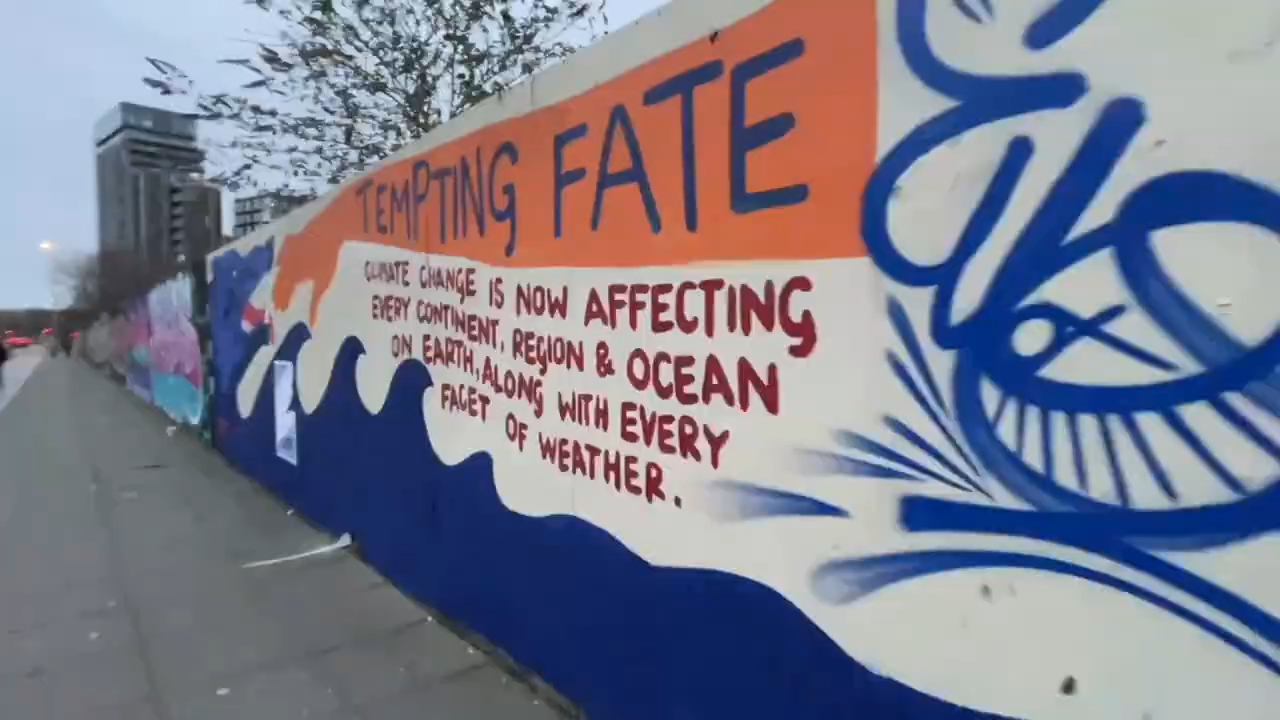 TEMPTING FATE
CLIMATE CHANGE IS NOW AFFECTING
EVERY CONTINENT, REGION & OCEAN
ON EARTH, ALONG WITH EVERY
FACET OF WEATHER.